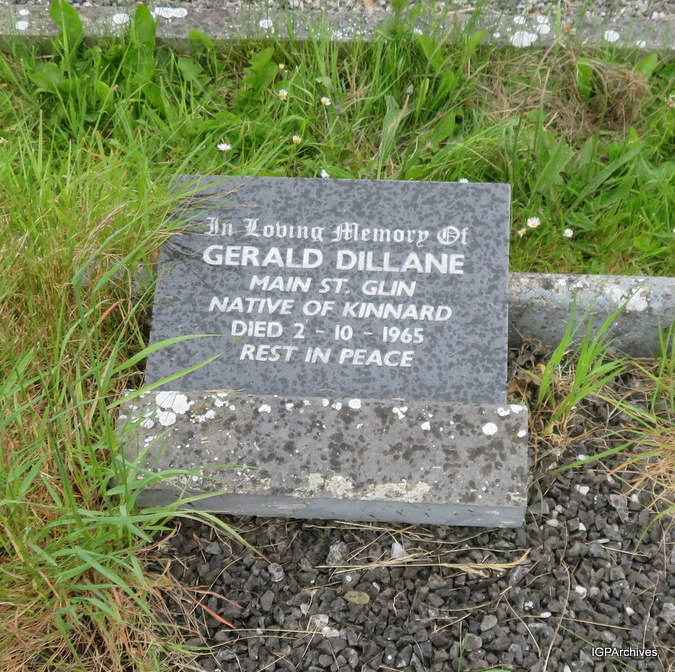 In Loving Memory Of
GERALD DILLANE
MAIN ST. GLIN
NATIVE OF KINNARD
DIED 2 - 10 - 1965
REST IN PEACE
IGPArchives